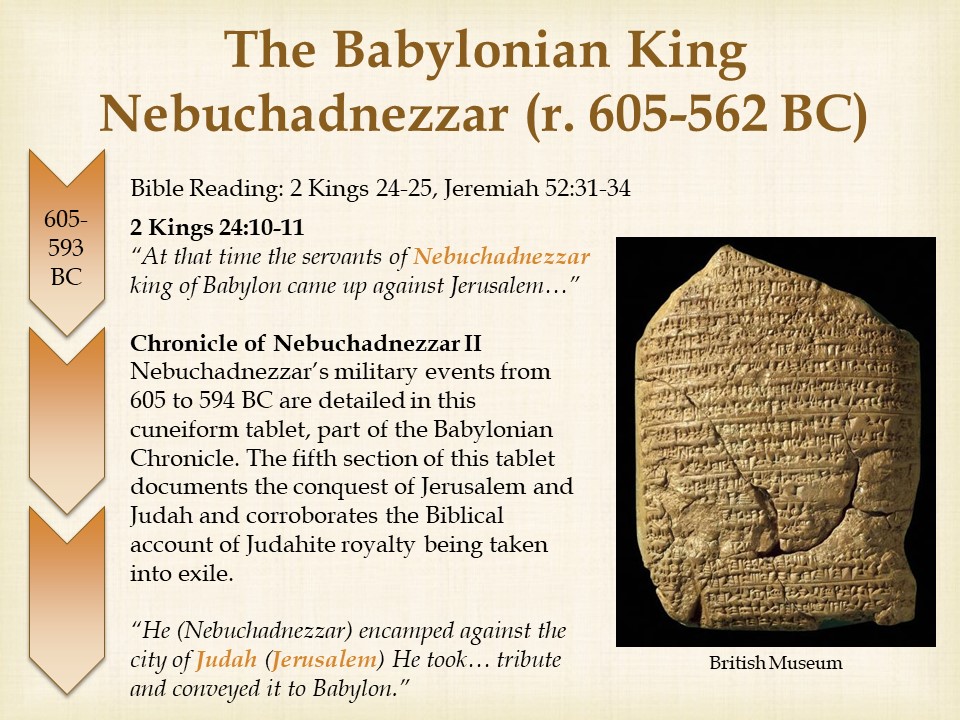 The Babylonian King
Nebuchadnezzar (r. 605-562 BC)
605-
593
BC
Bible Reading: 2 Kings 24-25, Jeremiah 52:31-34
2 Kings 24:10-11
“At that time the servants of Nebuchadnezzar
king of Babylon came up against Jerusalem…”
Chronicle of Nebuchadnezzar II
Nebuchadnezzar’s military events from
605 to 594 BC are detailed in this
cuneiform tablet, part of the Babylonian
Chronicle. The fifth section of this tablet
documents the conquest of Jerusalem and
Judah and corroborates the Biblical
account of Judahite royalty being taken
into exile.
“He (Nebuchadnezzar) encamped against the
city of Judah (Jerusalem) He took… tribute
and conveyed it to Babylon.”
British Museum